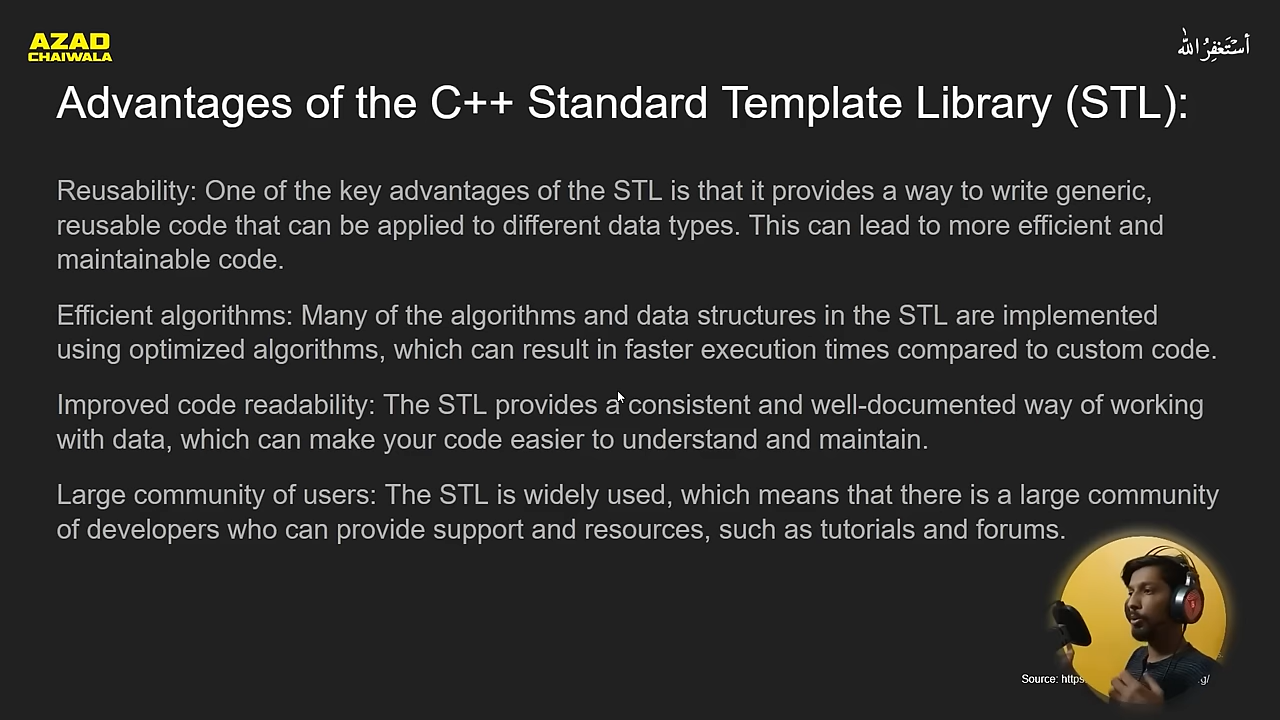 AZAD
CHAIWALA
أستغفر الله
Advantages of the C++ Standard Template Library (STL):
Reusability: One of the key advantages of the STL is that it provides a way to write generic,
reusable code that can be applied to different data types. This can lead to more efficient and
maintainable code.
Efficient algorithms: Many of the algorithms and data structures in the STL are implemented
using optimized algorithms, which can result in faster execution times compared to custom code.
Improved code readability: The STL provides a consistent and well-documented way of working
with data, which can make your code easier to understand and maintain.
Large community of users: The STL is widely used, which means that there is a large community
of developers who can provide support and resources, such as tutorials and forums.
Source: